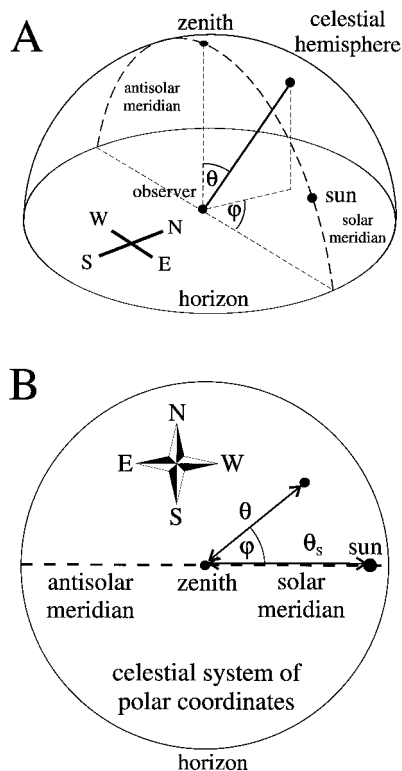 A
zenith
celestial
hemisphere
antisolar
meridian
observer
θ
φ
sun
solar
meridian
W
N
S
E
horizon
B
N
E
W
S
θ
φ
θs
sun
antisolar
meridian
zenith
solar
meridian
celestial system of
polar coordinates
horizon